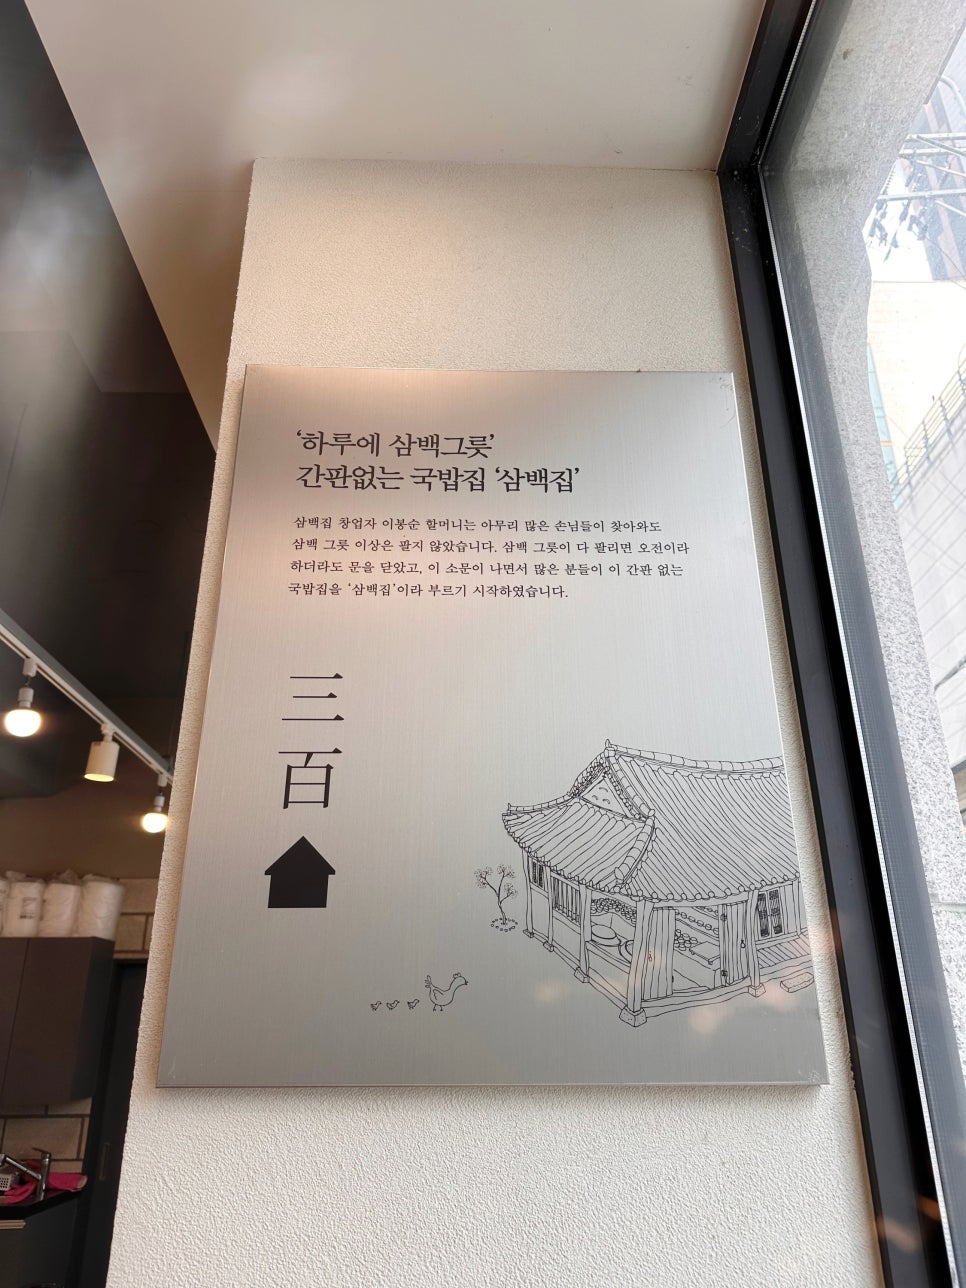 ‘하루에 삼백그릇’
간판없는 국밥집 ‘삼백집’
삼백집 창업자 이봉순 할머니는 아무리 많은 손님들이 찾아와도
삼백 그릇 이상은 팔지 않았습니다. 삼백 그릇이 다 팔리면 오전이라
하더라도 문을 닫았고, 이 소문이 나면서 많은 분들이 이 간판 없는
국밥집을 ‘삼백집’이라 부르기 시작하였습니다.
三
百